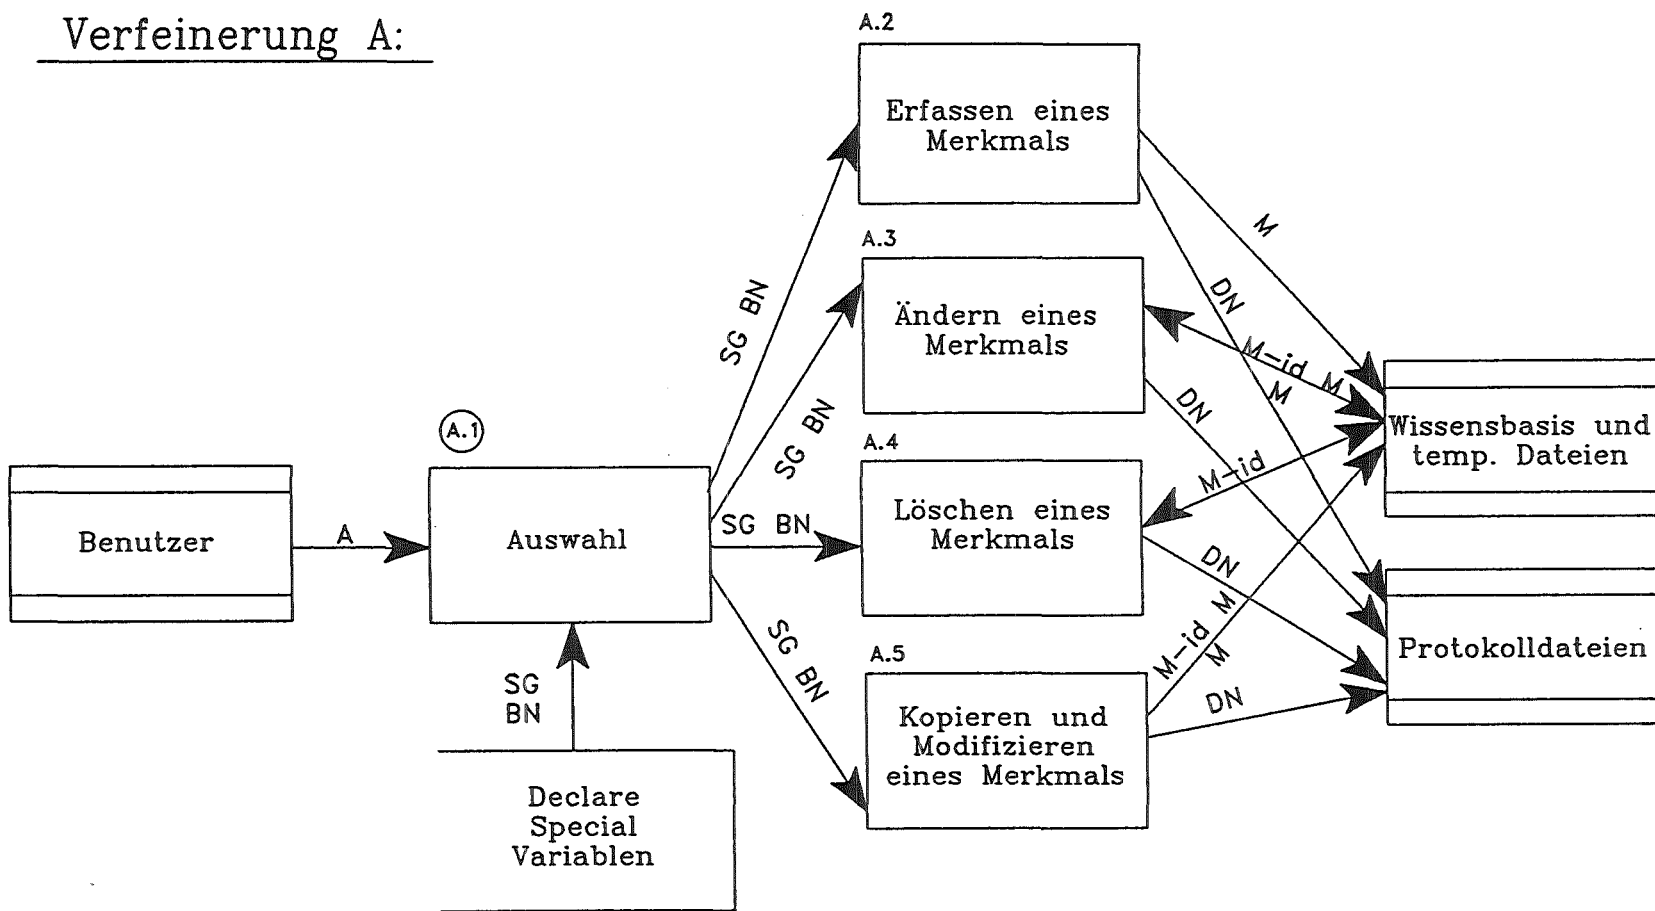 Verfeinerung A:
A.2
Erfassen eines
Merkmals
SG BN
M
DN
M
A.3
Ändern eines
Merkmals
SG BN
M-id M
DN
A.1
Benutzer
A
Auswahl
SG BN
A.4
Löschen eines
Merkmals
M-id
DN
Wissensbasis und
temp. Dateien
Protokolldateien
SG BN
A.5
Kopieren und
Modifizieren
eines Merkmals
M-id M
M
DN
SG
BN
Declare
Special
Variablen